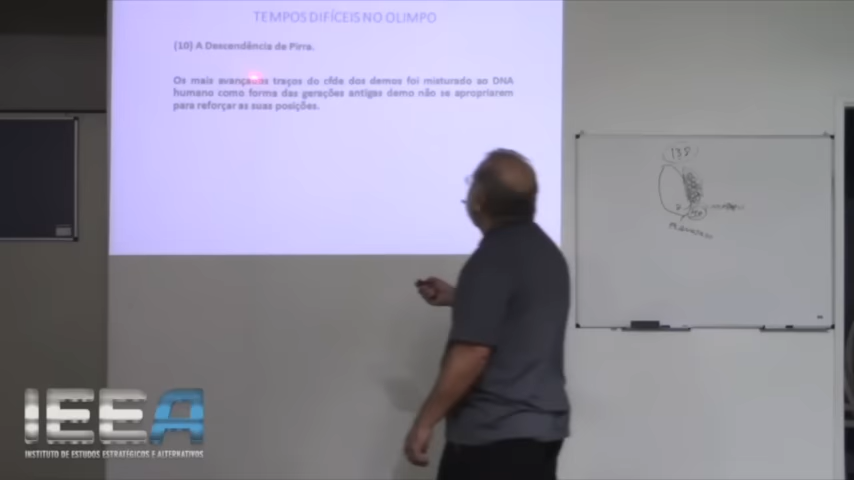 TEMPOS DIFÍCEIS NO OLIMPO
(10) A Descendência de Pirra.
Os mais avançados traços do cfde dos demos foi misturado ao DNA
humano como forma das gerações antigas demo não se apropriarem
para reforçar as suas posições.
138
IEEA
INSTITUTO DE ESTUDOS ESTRATÉGICOS E ALTERNATIVOS